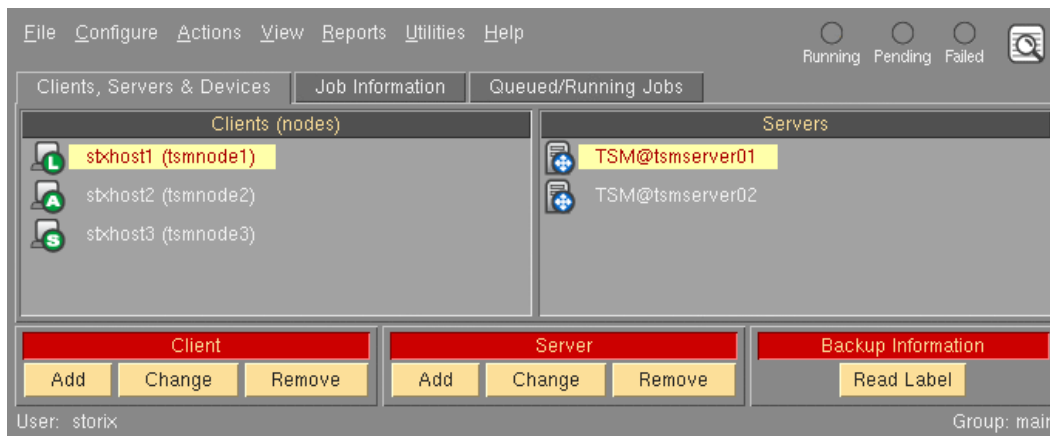 File Configure Actions View Reports Utilities Help
Running Pending Failed
Clients, Servers & Devices Job Information Queued/Running Jobs
Clients (nodes) Servers
L stxhost1 (tsmnode1) TSM@tsmserver01
A stxhost2 (tsmnode2) TSM@tsmserver02
S stxhost3 (tsmnode3)
Client Server Backup Information
Add Change Remove Add Change Remove Read Label
User: storix Group: main